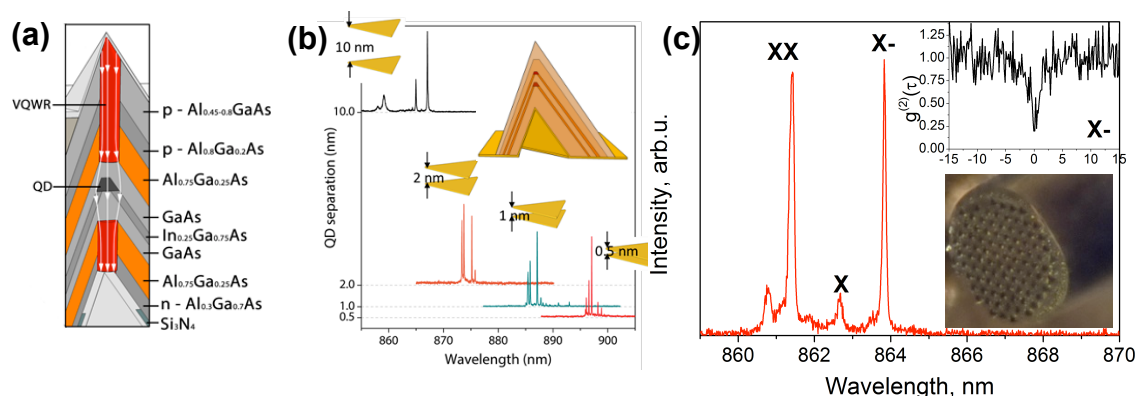 (a)
VQWR
QD
p - Al0.45-0.8GaAs
p - Al0.8Ga0.2As
Al0.75Ga0.25As
GaAs
In0.25Ga0.75As
GaAs
Al0.75Ga0.25As
n - Al0.3Ga0.7As
Si3N4
(b)
10 nm
2 nm
1 nm
0.5 nm
QD separation (nm)
10.0
2.0
1.0
0.5
860 870 880 890 900
Wavelength (nm)
(c)
XX
X-
X
Intensity, arb.u.
860 862 864 866 868 870
Wavelength, nm
g(2)(τ)
1.25
1.00
0.75
0.50
0.25
0.00
X-
-15 -10 -5 0 5 10 15